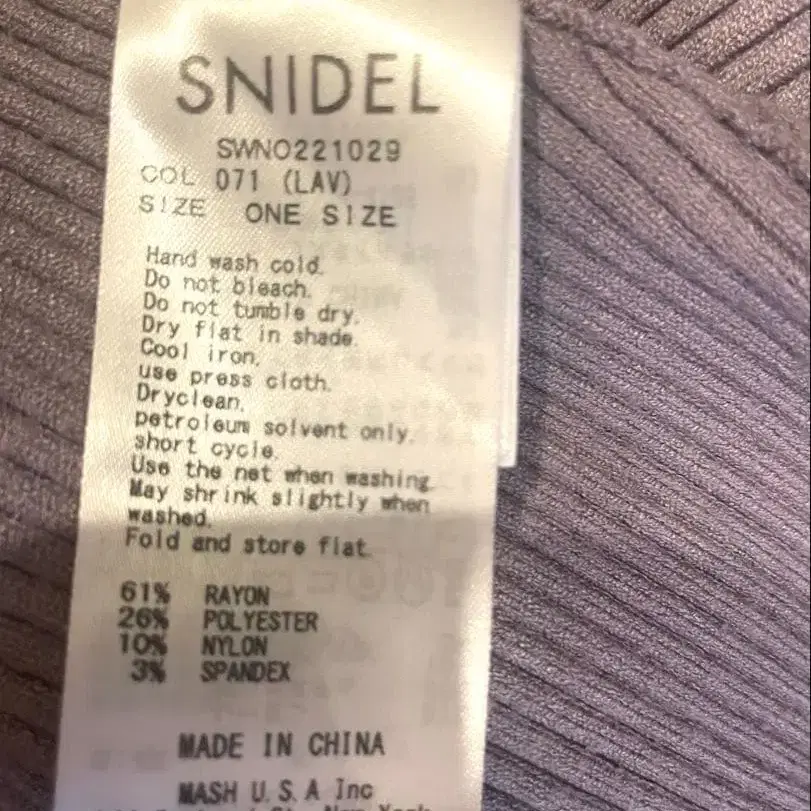 SNIDEL
SWNO221029
COL 071 (LAV)
SIZE ONE SIZE
Hand wash cold.
Do not bleach.
Do not tumble dry.
Dry flat in shade.
Cool iron,
use press cloth.
Dryclean,
petroleum solvent only,
short cycle.
Use the net when washing.
May shrink slightly when
washed.
Fold and store flat.
61% RAYON
26% POLYESTER
10% NYLON
3% SPANDEX
MADE IN CHINA
MASH U.S.A Inc